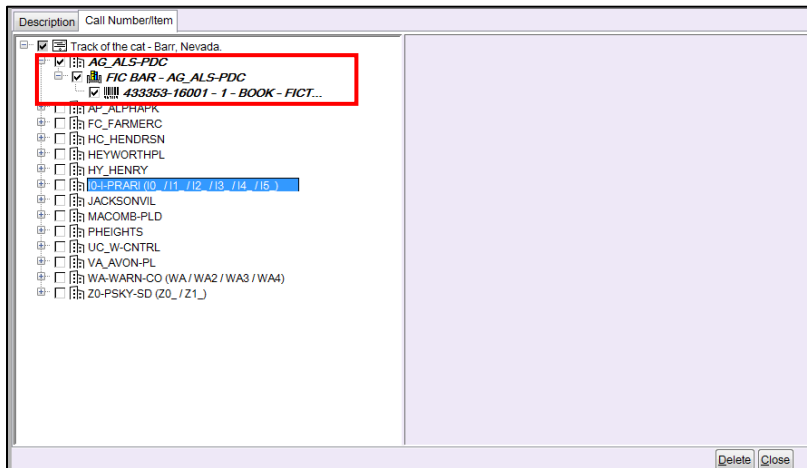 Description Call Number/Item
Track of the cat - Barr, Nevada.
AG_ALS-PDC
FIC BAR - AG_ALS-PDC
433353-16001 - 1 - BOOK - FICT...
AP_ALPHAPK
FC_FARMERC
HC_HENDRSN
HEYWORTHPL
HY_HENRY
I0-I-PRARI (I0_ / I1_ / I2_ / I3_ / I4_ / I5_)
JACKSONVIL
MACOMB-PLD
PHEIGHTS
UC_W-CNTRL
VA_AVON-PL
WA-WARN-CO (WA / WA2 / WA3 / WA4)
Z0-PSKY-SD (Z0_ / Z1_)
Delete Close